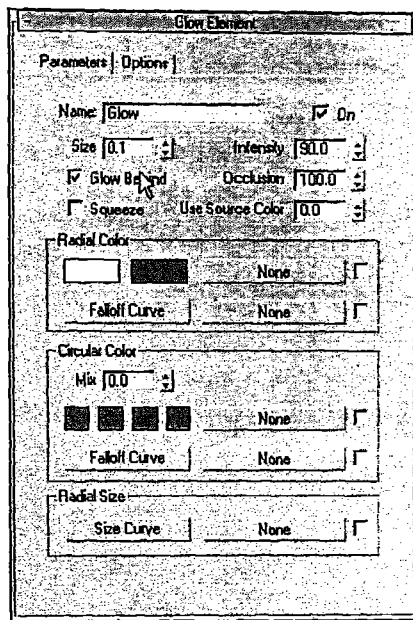 Glow Element
Parameters Options
Name: Glow On
Size 0.1 Intensity 90.0
Glow Behind Occlusion 100.0
Squeeze Use Source Color 0.0
Radial Color
None
Falloff Curve None
Circular Color
Mix 0.0
None
Falloff Curve None
Radial Size
Size Curve None